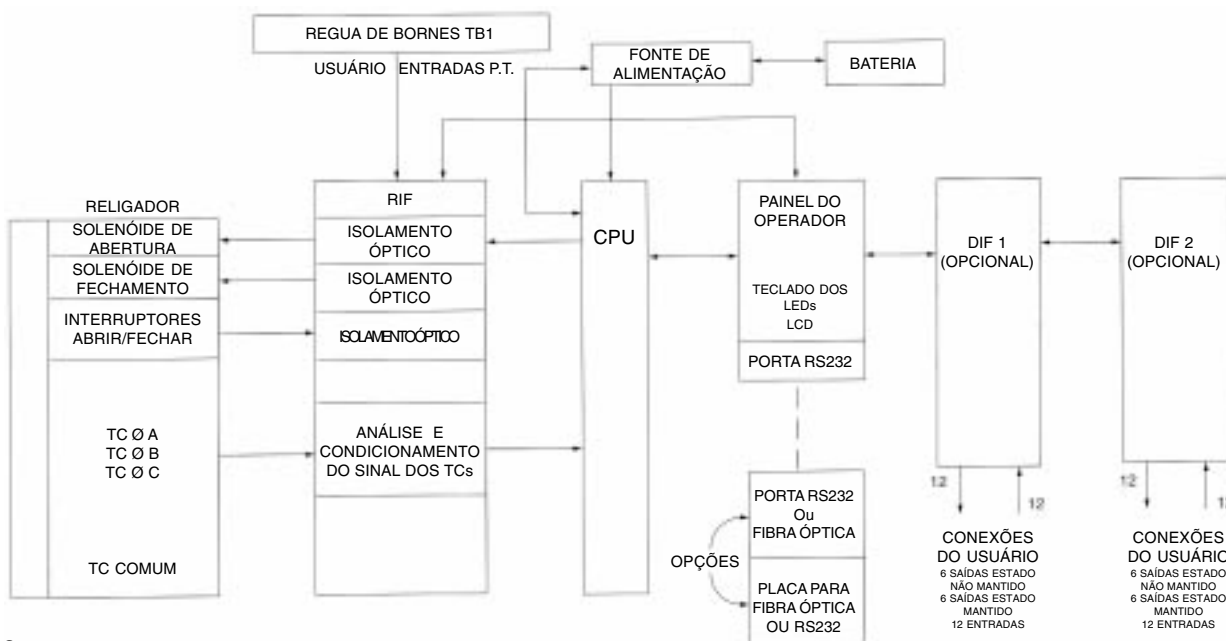 REGUA DE BORNES TB1
USUÁRIO ENTRADAS P.T.
FONTE DE
ALIMENTAÇÃO
BATERIA
RELIGADOR
SOLENÓIDE DE
ABERTURA
SOLENÓIDE DE
FECHAMENTO
INTERRUPTORES
ABRIR/FECHAR
TC Ø A
TC Ø B
TC Ø C
TC COMUM
RIF
ISOLAMENTO
ÓPTICO
ISOLAMENTO
ÓPTICO
ISOLAMENTOÓPTICO
ANÁLISE E
CONDICIONAMENTO
DO SINAL DOS TCs
CPU
PAINEL DO
OPERADOR
TECLADO DOS
LEDs
LCD
PORTA RS232
OPÇÕES
PORTA RS232
Ou
FIBRA ÓPTICA
PLACA PARA
FIBRA ÓPTICA
OU RS232
DIF 1
(OPCIONAL)
12
12
CONEXÕES
DO USUÁRIO
6 SAÍDAS ESTADO
NÃO MANTIDO
6 SAÍDAS ESTADO
MANTIDO
12 ENTRADAS
DIF 2
(OPCIONAL)
12
CONEXÕES
DO USUÁRIO
6 SAÍDAS ESTADO
NÃO MANTIDO
6 SAÍDAS ESTADO
MANTIDO
12 ENTRADAS